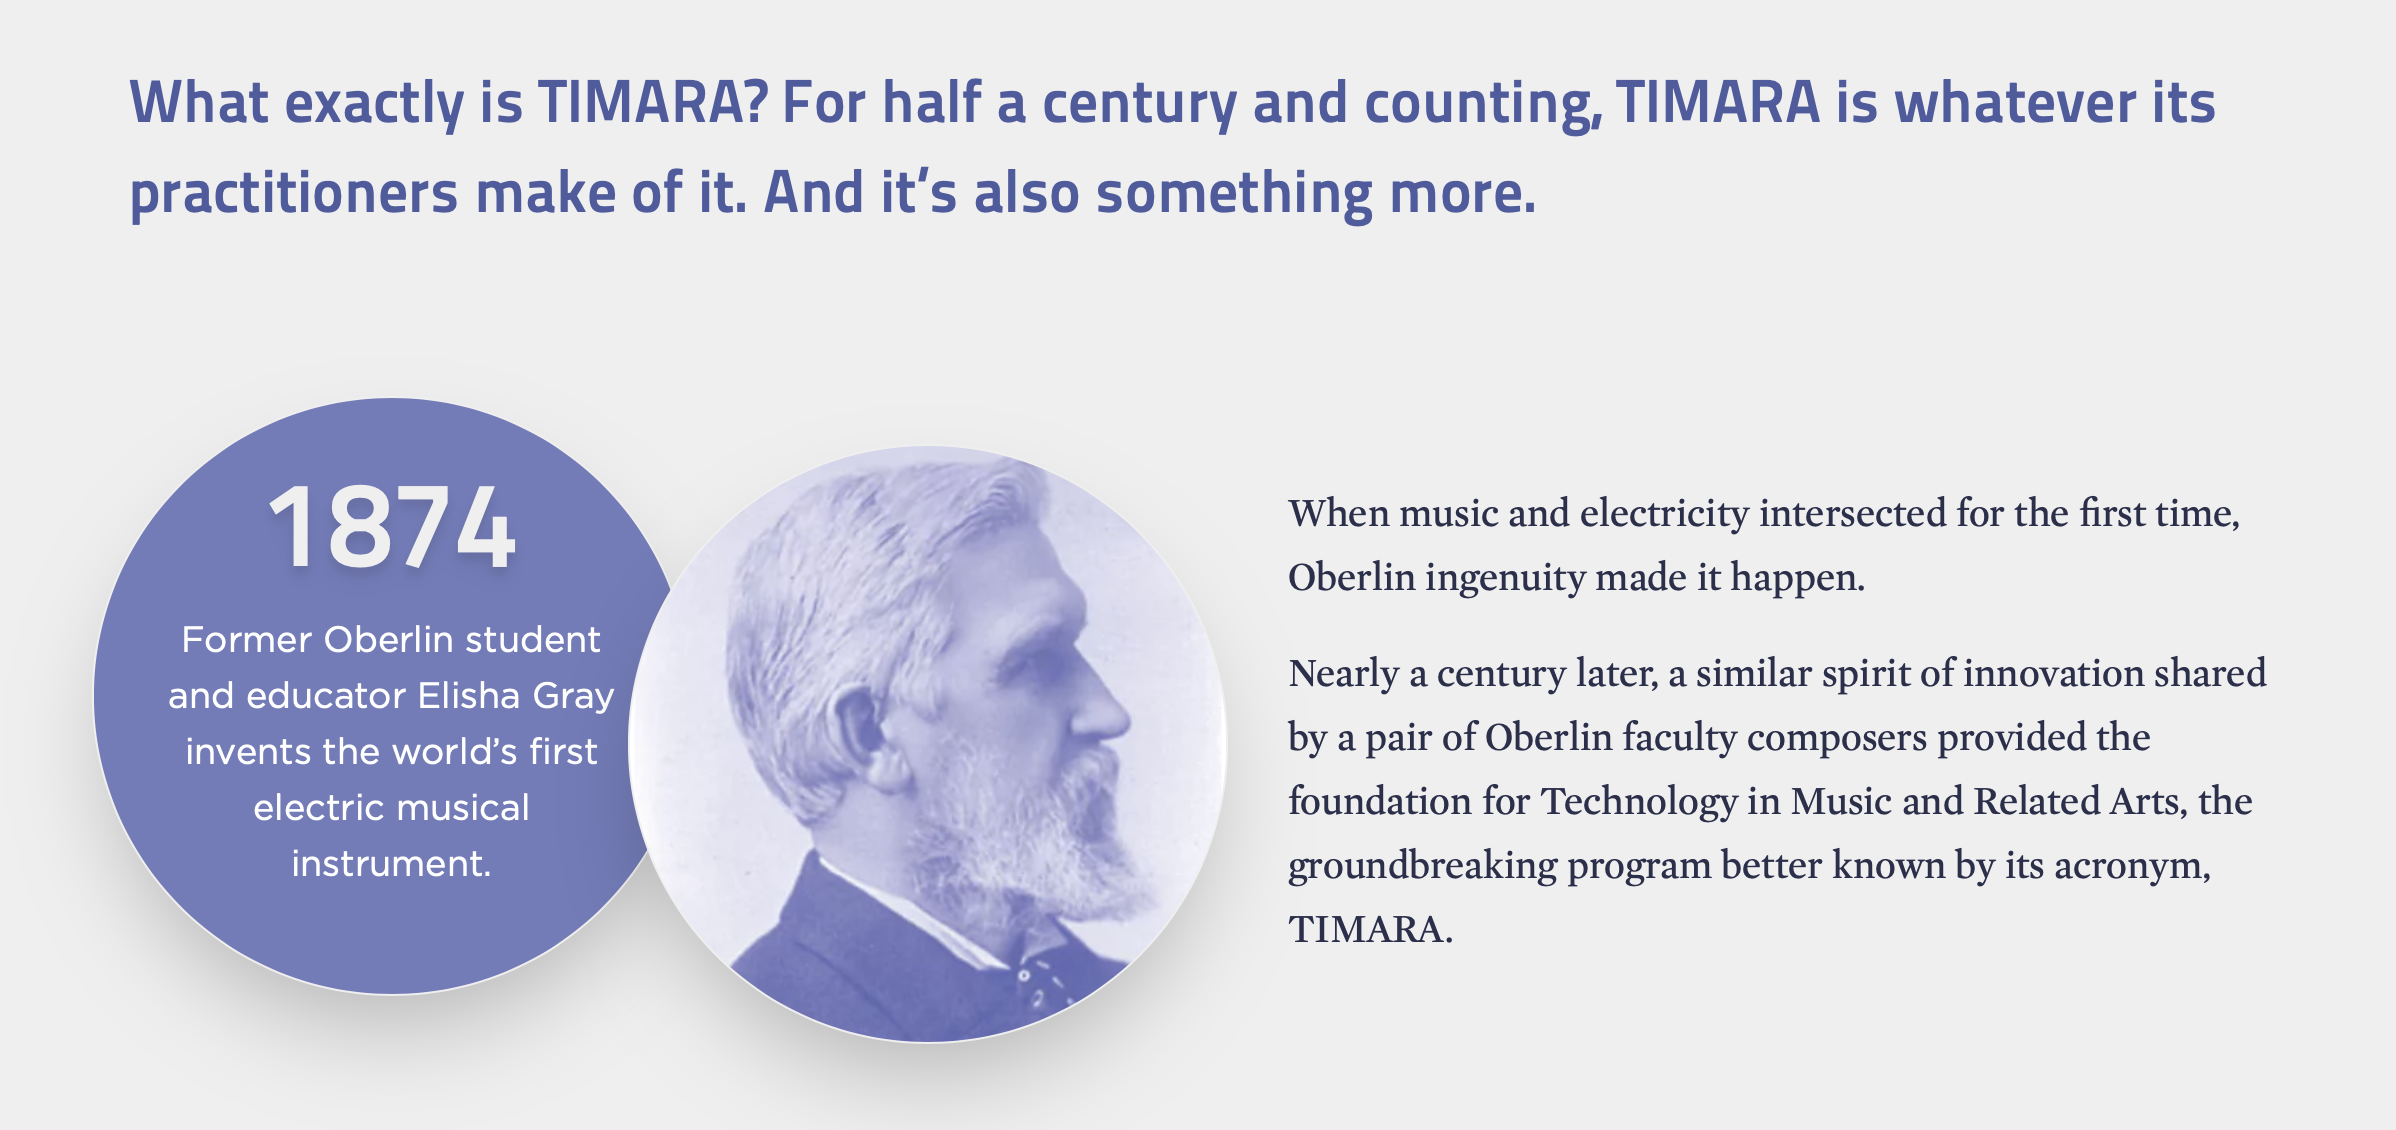 What exactly is TIMARA? For half a century and counting, TIMARA is whatever its
practitioners make of it. And it’s also something more.
1874
Former Oberlin student
and educator Elisha Gray
invents the world’s first
electric musical
instrument.
When music and electricity intersected for the first time,
Oberlin ingenuity made it happen.
Nearly a century later, a similar spirit of innovation shared
by a pair of Oberlin faculty composers provided the
foundation for Technology in Music and Related Arts, the
groundbreaking program better known by its acronym,
TIMARA.